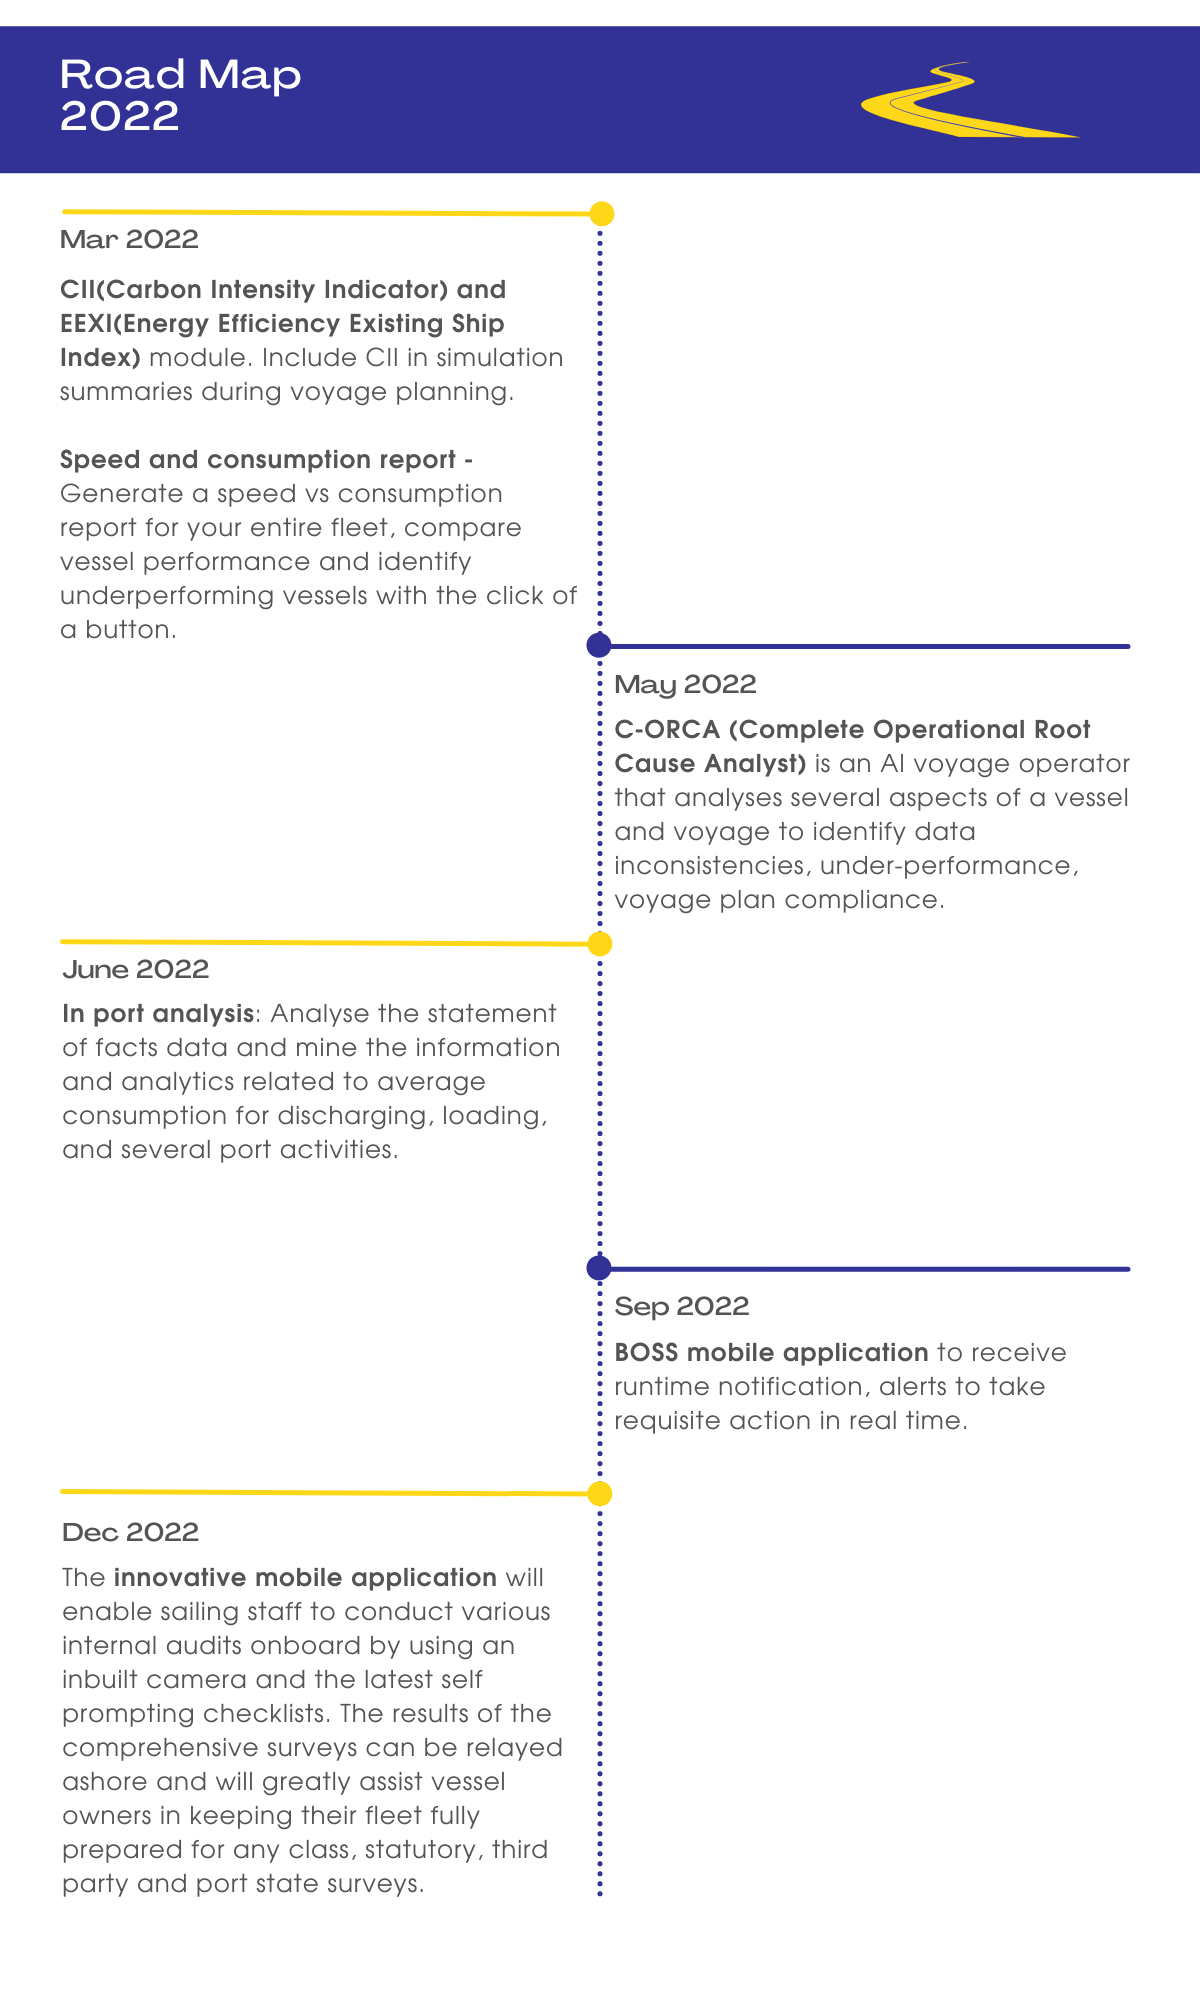 Road Map
2022
Mar 2022
CII(Carbon Intensity Indicator) and
EEXI(Energy Efficiency Existing Ship
Index) module. Include CII in simulation
summaries during voyage planning.
Speed and consumption report -
Generate a speed vs consumption
report for your entire fleet, compare
vessel performance and identify
underperforming vessels with the click of
a button.
May 2022
C-ORCA (Complete Operational Root
Cause Analyst) is an AI voyage operator
that analyses several aspects of a vessel
and voyage to identify data
inconsistencies, under-performance,
voyage plan compliance.
June 2022
In port analysis: Analyse the statement
of facts data and mine the information
and analytics related to average
consumption for discharging, loading,
and several port activities.
Sep 2022
BOSS mobile application to receive
runtime notification, alerts to take
requisite action in real time.
Dec 2022
The innovative mobile application will
enable sailing staff to conduct various
internal audits onboard by using an
inbuilt camera and the latest self
prompting checklists. The results of the
comprehensive surveys can be relayed
ashore and will greatly assist vessel
owners in keeping their fleet fully
prepared for any class, statutory, third
party and port state surveys.